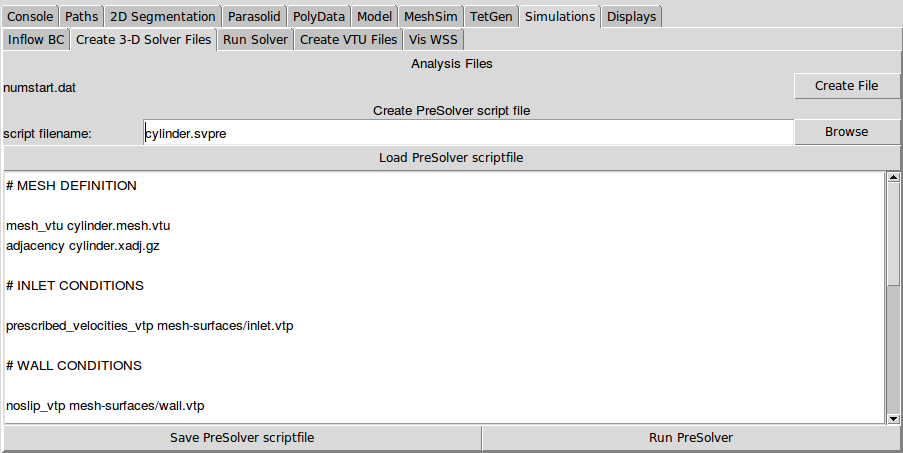 Console Paths 2D Segmentation Parasolid PolyData Model MeshSim TetGen Simulations Displays
Inflow BC Create 3-D Solver Files Run Solver Create VTU Files Vis WSS
Analysis Files
numstart.dat Create File
Create PreSolver script file
script filename: cylinder.svpre Browse
Load PreSolver scriptfile
# MESH DEFINITION
mesh_vtu cylinder.mesh.vtu
adjacency cylinder.xadj.gz
# INLET CONDITIONS
prescribed_velocities_vtp mesh-surfaces/inlet.vtp
# WALL CONDITIONS
noslip_vtp mesh-surfaces/wall.vtp
Save PreSolver scriptfile Run PreSolver